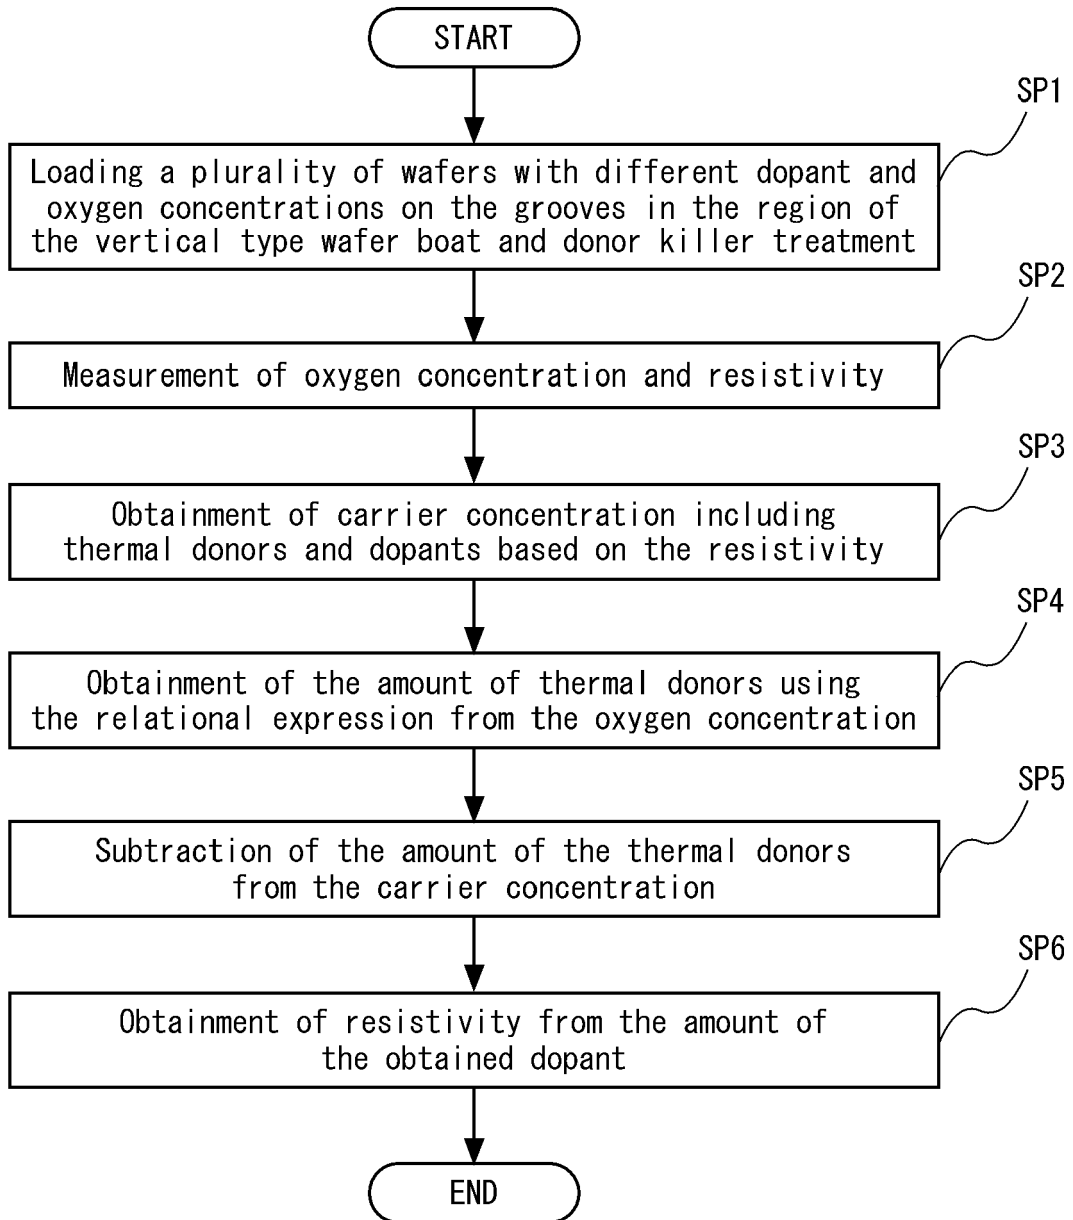 START
SP1
Loading a plurality of wafers with different dopant and
oxygen concentrations on the grooves in the region of
the vertical type wafer boat and donor killer treatment
SP2
Measurement of oxygen concentration and resistivity
SP3
Obtainment of carrier concentration including
thermal donors and dopants based on the resistivity
SP4
Obtainment of the amount of thermal donors using
the relational expression from the oxygen concentration
SP5
Subtraction of the amount of the thermal donors
from the carrier concentration
SP6
Obtainment of resistivity from the amount of
the obtained dopant
END